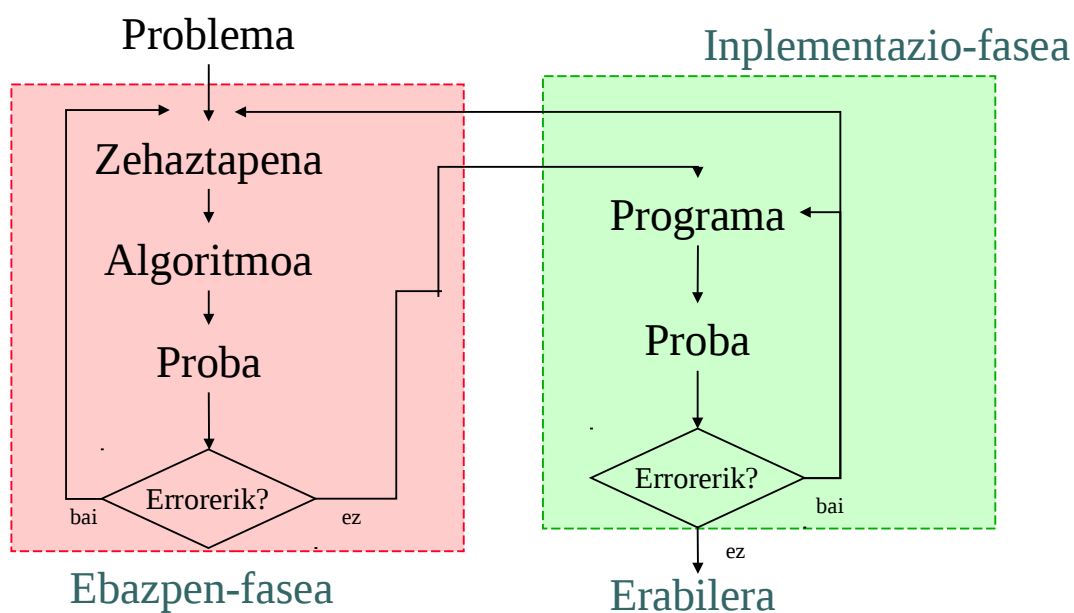 Problema
Inplementazio-fasea
Zehaztapena
Algoritmoa
Proba
Errorerik?
bai
ez
Ebazpen-fasea
Programa
Proba
Errorerik?
bai
ez
Erabilera